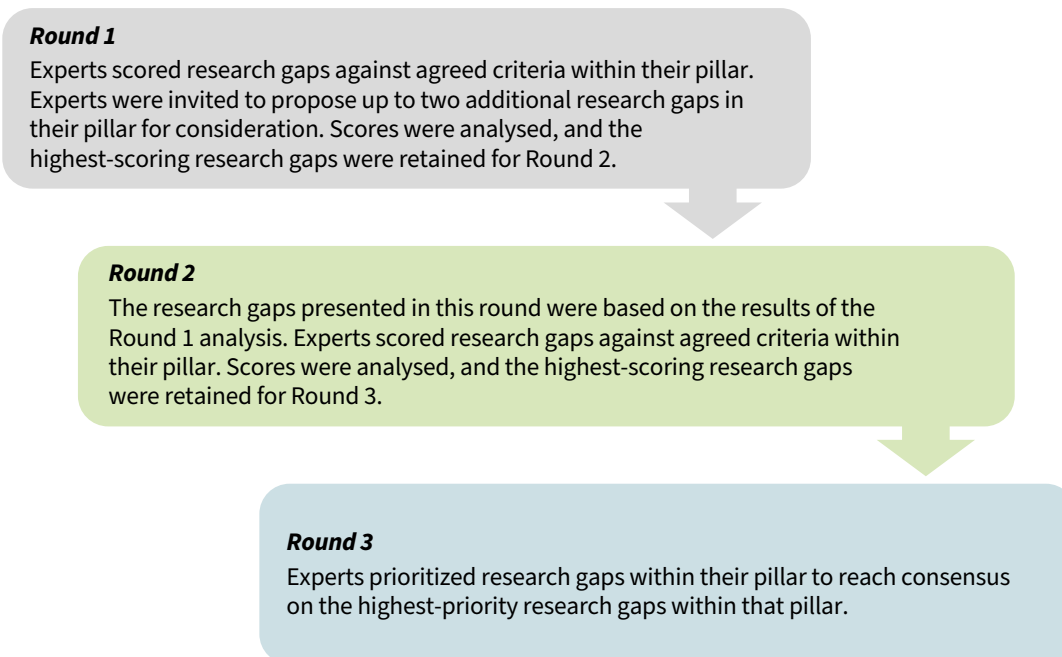 Round 1
Experts scored research gaps against agreed criteria within their pillar.
Experts were invited to propose up to two additional research gaps in
their pillar for consideration. Scores were analysed, and the
highest-scoring research gaps were retained for Round 2.
Round 2
The research gaps presented in this round were based on the results of the
Round 1 analysis. Experts scored research gaps against agreed criteria within
their pillar. Scores were analysed, and the highest-scoring research gaps
were retained for Round 3.
Round 3
Experts prioritized research gaps within their pillar to reach consensus
on the highest-priority research gaps within that pillar.